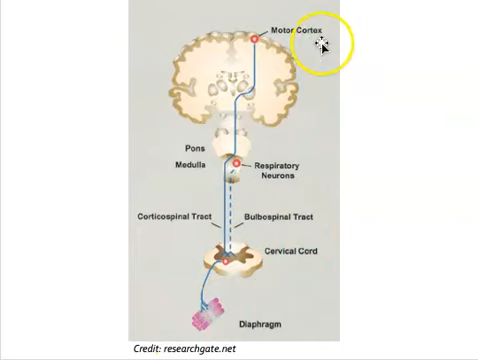 Motor Cortex
Pons
Medulla
Respiratory
Neurons
Corticospinal Tract
Bulbospinal Tract
Cervical Cord
Diaphragm
Credit: researchgate.net